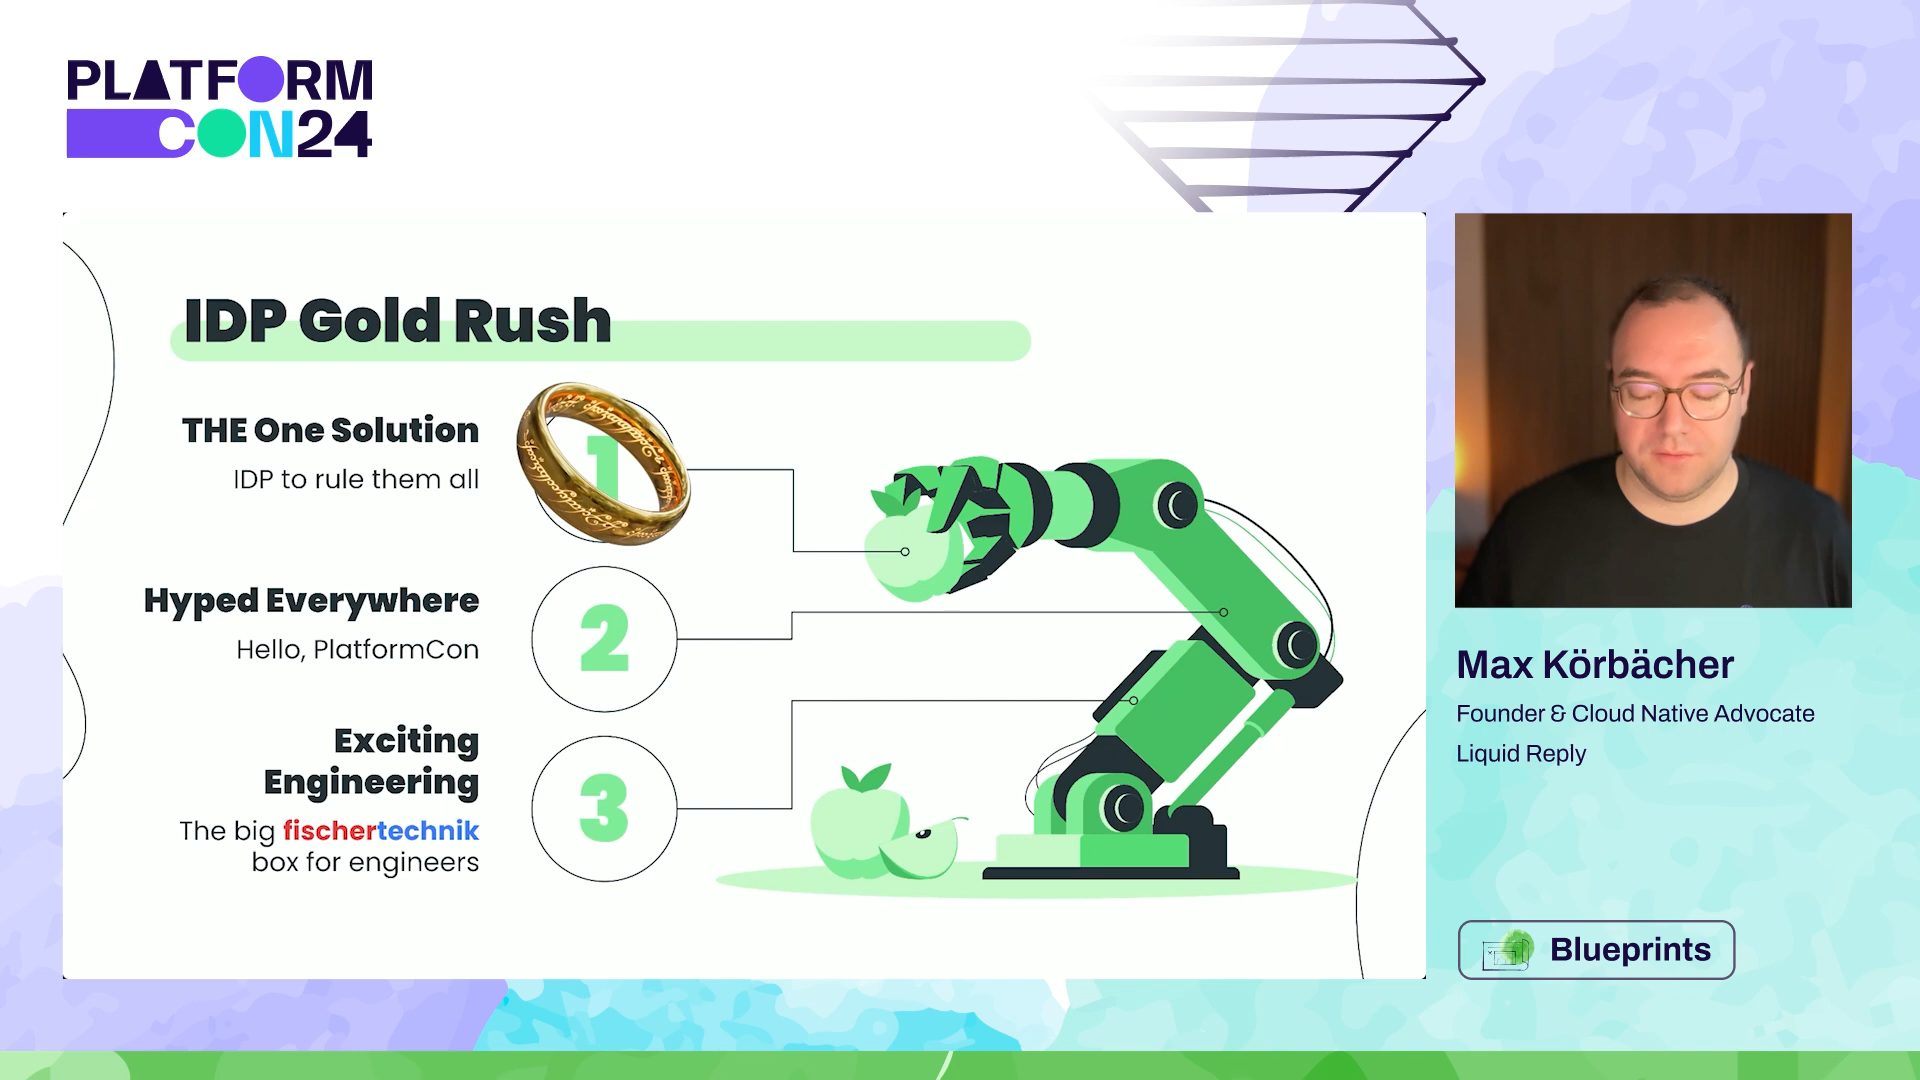 PLATFORM
CON24
IDP Gold Rush
THE One Solution
IDP to rule them all
1
Hyped Everywhere
Hello, PlatformCon
2
Exciting
Engineering
The big fischertechnik
box for engineers
3
Max Körbächer
Founder & Cloud Native Advocate
Liquid Reply
Blueprints